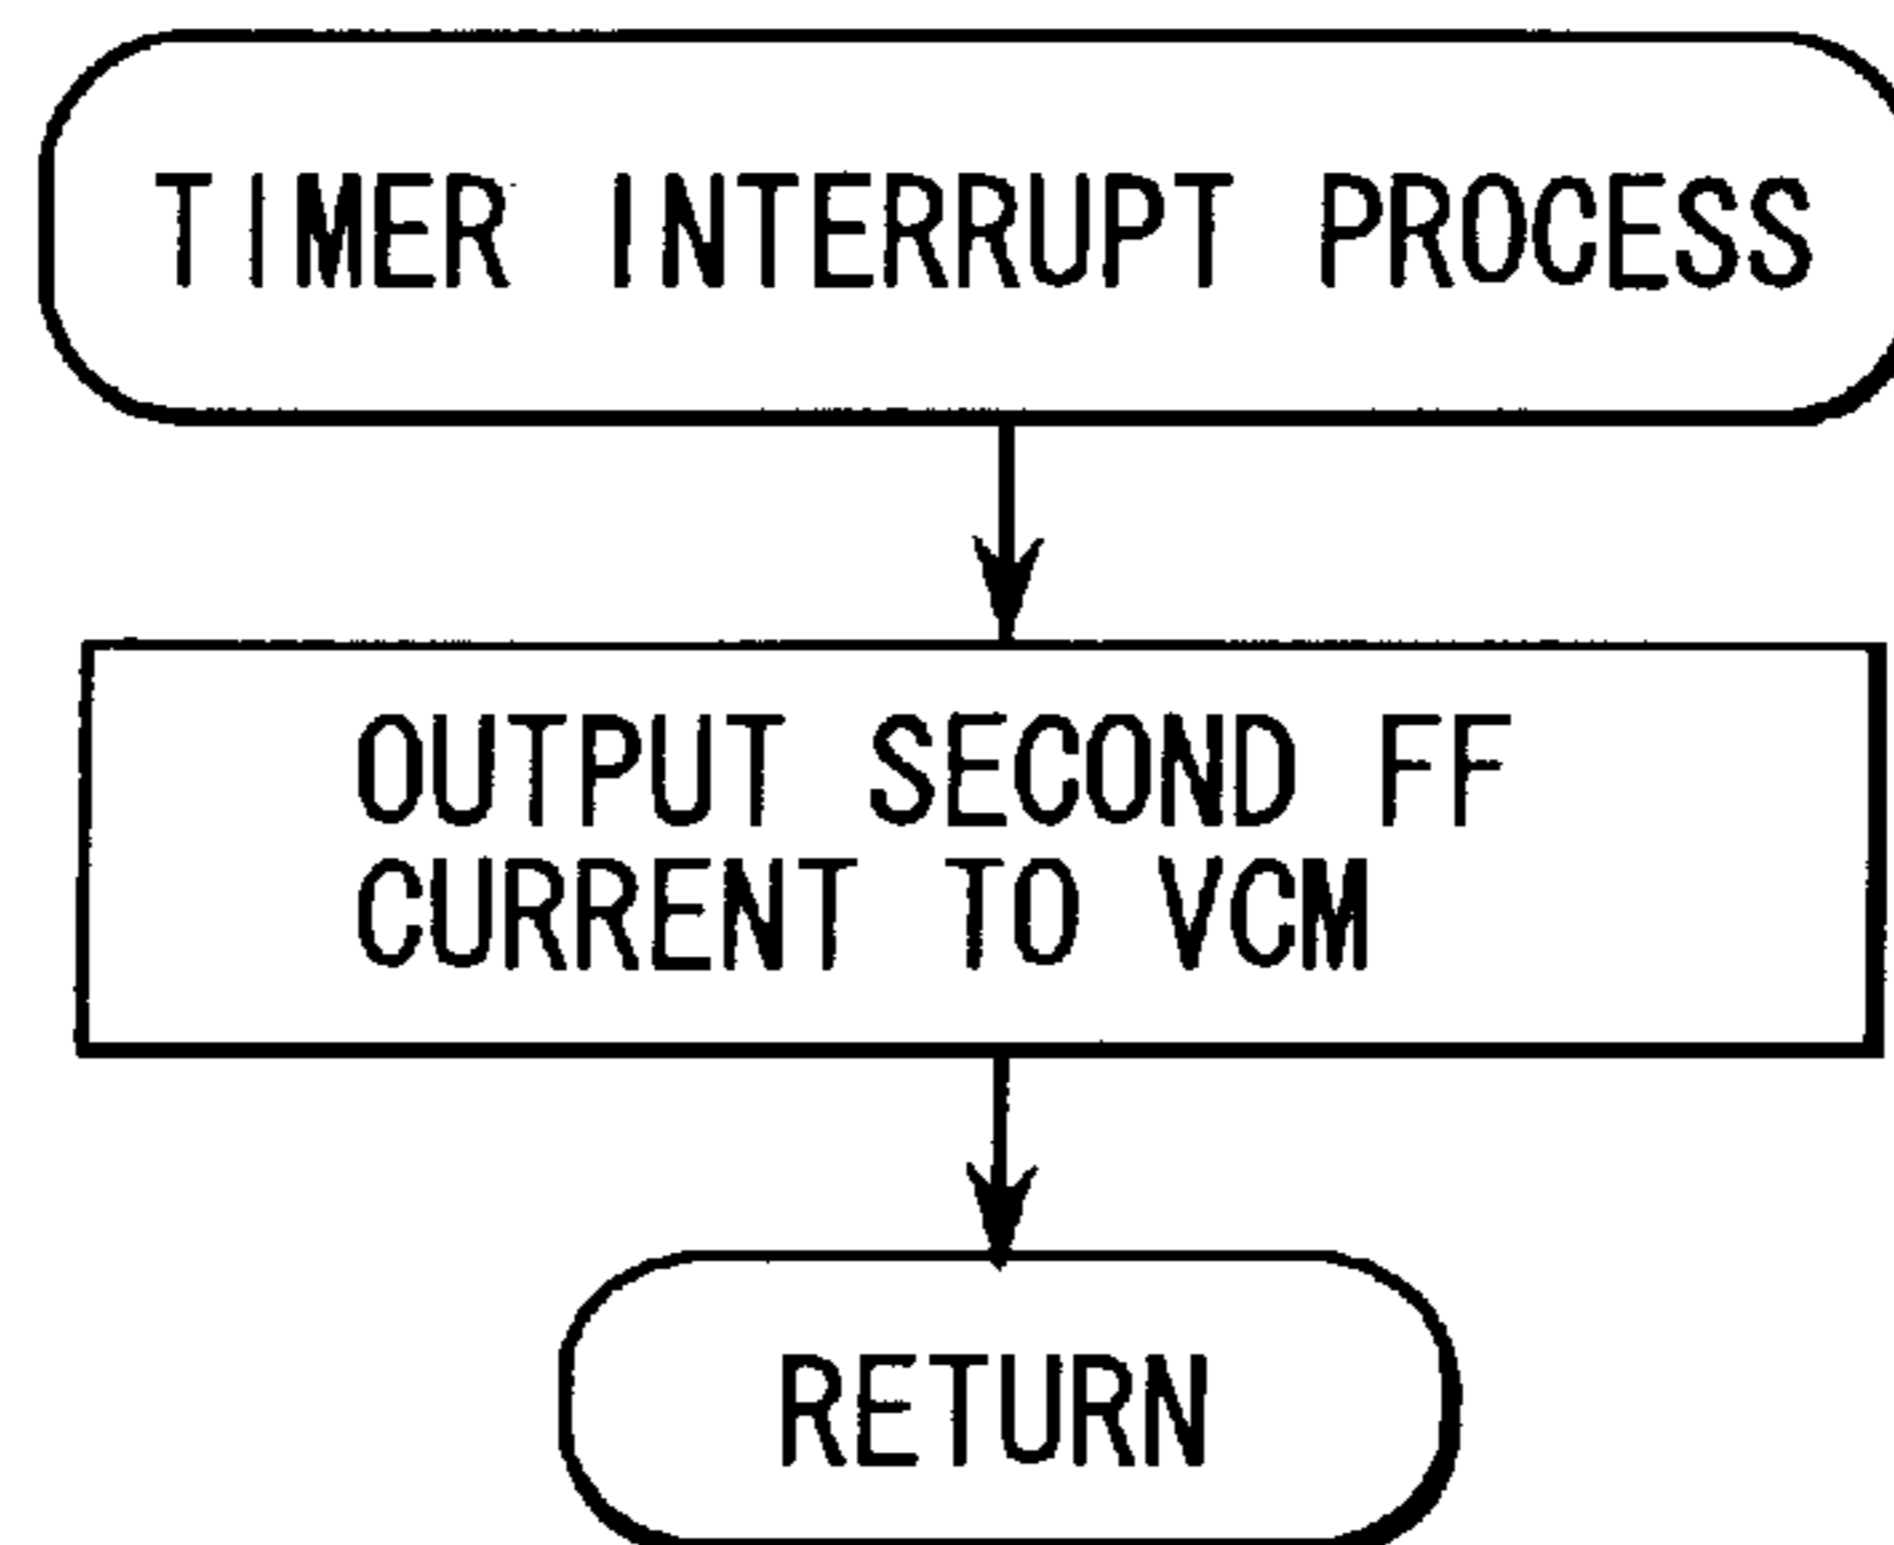 TIMER INTERRUPT PROCESS
OUTPUT SECOND FF
CURRENT TO VCM
RETURN